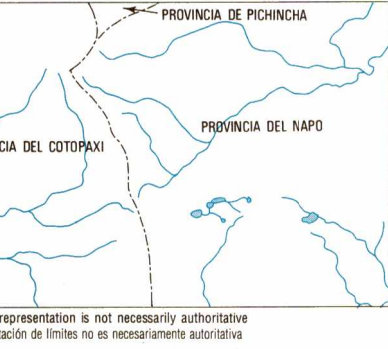 PROVINCIA DE PICHINCHA
PROVINCIA DEL NAPO
CIA DEL COTOPAXI
representation is not necessarily authoritative
tación de límites no es necesariamente autoritativa